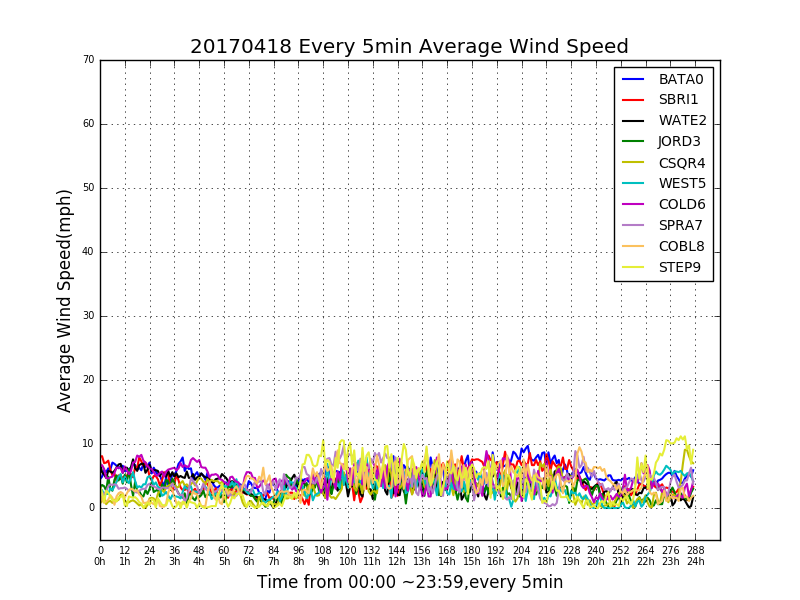 20170418 Every 5min Average Wind Speed
70
60
50
40
30
20
10
0
Average Wind Speed(mph)
BATA0
SBRI1
WATE2
JORD3
CSQR4
WEST5
COLD6
SPRA7
COBL8
STEP9
0 12 24 36 48 60 72 84 96 108 120 132 144 156 168 180 192 204 216 228 240 252 264 276 288
0h 1h 2h 3h 4h 5h 6h 7h 8h 9h 10h 11h 12h 13h 14h 15h 16h 17h 18h 19h 20h 21h 22h 23h 24h
Time from 00:00 ~23:59,every 5min